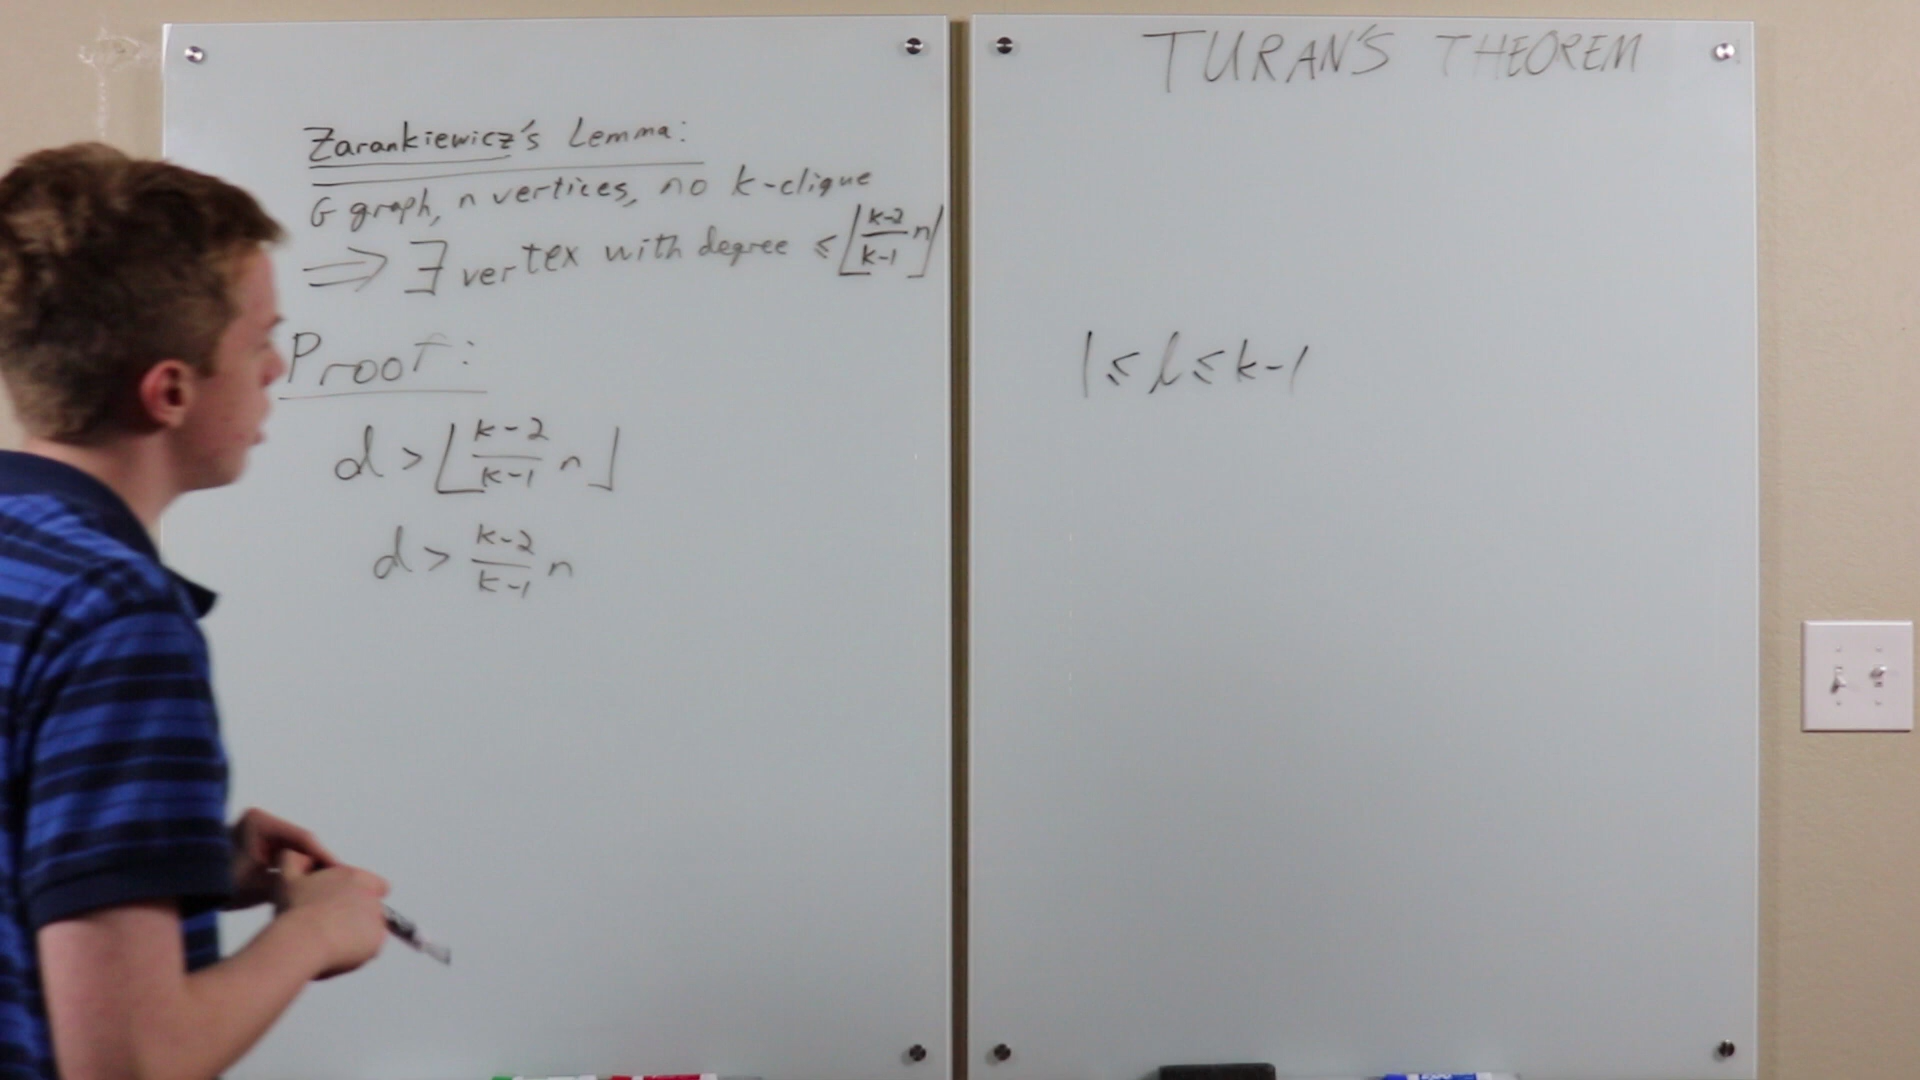 Zarankiewicz's Lemma:
G graph, n vertices, no k-clique
⟹ ∃ vertex with degree ≤ ⌊(k-2)/(k-1) n⌋
Proof:
d > ⌊(k-2)/(k-1) n⌋
d > (k-2)/(k-1) n
TURAN'S THEOREM
1 ≤ l ≤ k-1